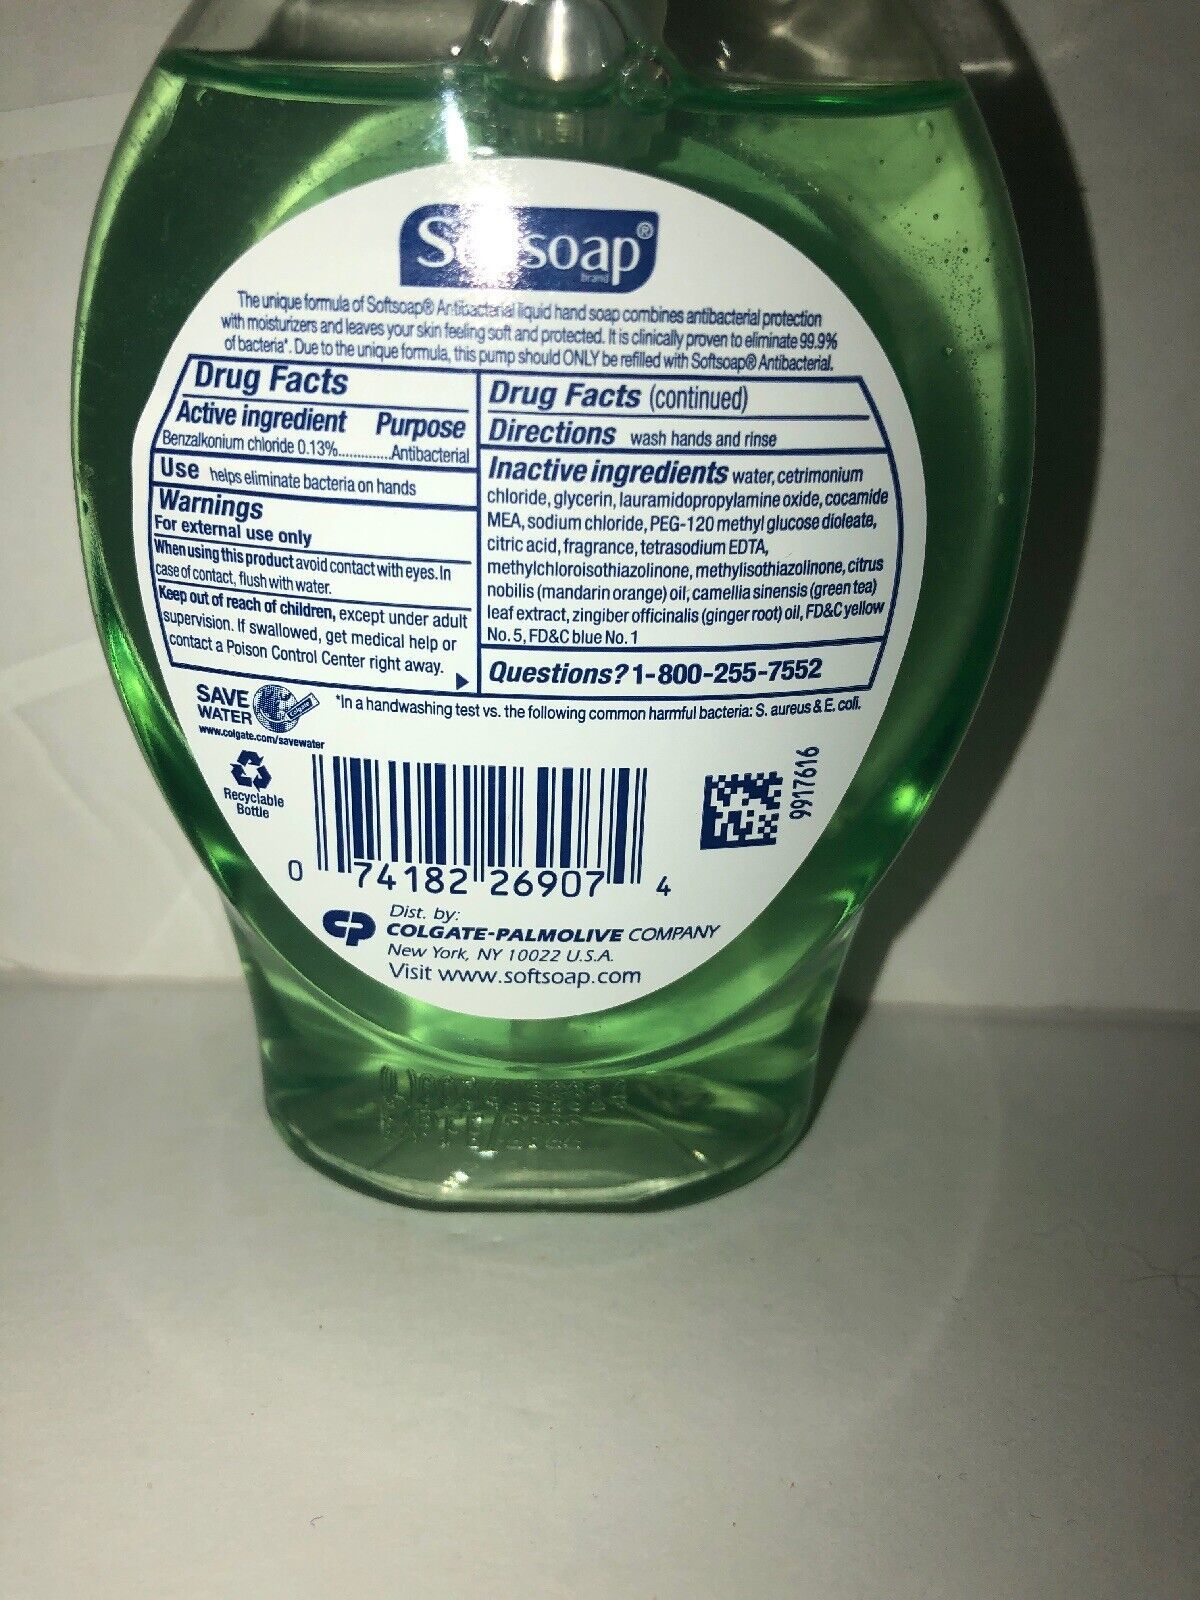 Softsoap®
brand
The unique formula of Softsoap® Antibacterial liquid hand soap combines antibacterial protection
with moisturizers and leaves your skin feeling soft and protected. It is clinically proven to eliminate 99.9%
of bacteria*. Due to the unique formula, this pump should ONLY be refilled with Softsoap® Antibacterial.
Drug Facts
Active ingredient Purpose
Benzalkonium chloride 0.13%.............Antibacterial
Use helps eliminate bacteria on hands
Warnings
For external use only
When using this product avoid contact with eyes. In
case of contact, flush with water.
Keep out of reach of children, except under adult
supervision. If swallowed, get medical help or
contact a Poison Control Center right away.
Drug Facts (continued)
Directions wash hands and rinse
Inactive ingredients water, cetrimonium
chloride, glycerin, lauramidopropylamine oxide, cocamide
MEA, sodium chloride, PEG-120 methyl glucose dioleate,
citric acid, fragrance, tetrasodium EDTA,
methylchloroisothiazolinone, methylisothiazolinone, citrus
nobilis (mandarin orange) oil, camellia sinensis (green tea)
leaf extract, zingiber officinalis (ginger root) oil, FD&C yellow
No. 5, FD&C blue No. 1
Questions? 1-800-255-7552
*In a handwashing test vs. the following common harmful bacteria: S. aureus & E. coli.
SAVE
WATER
Colgate
www.colgate.com/savewater
Recyclable
Bottle
0 74182 26907 4
9917616
CP
Dist. by:
COLGATE-PALMOLIVE COMPANY
New York, NY 10022 U.S.A.
Visit www.softsoap.com